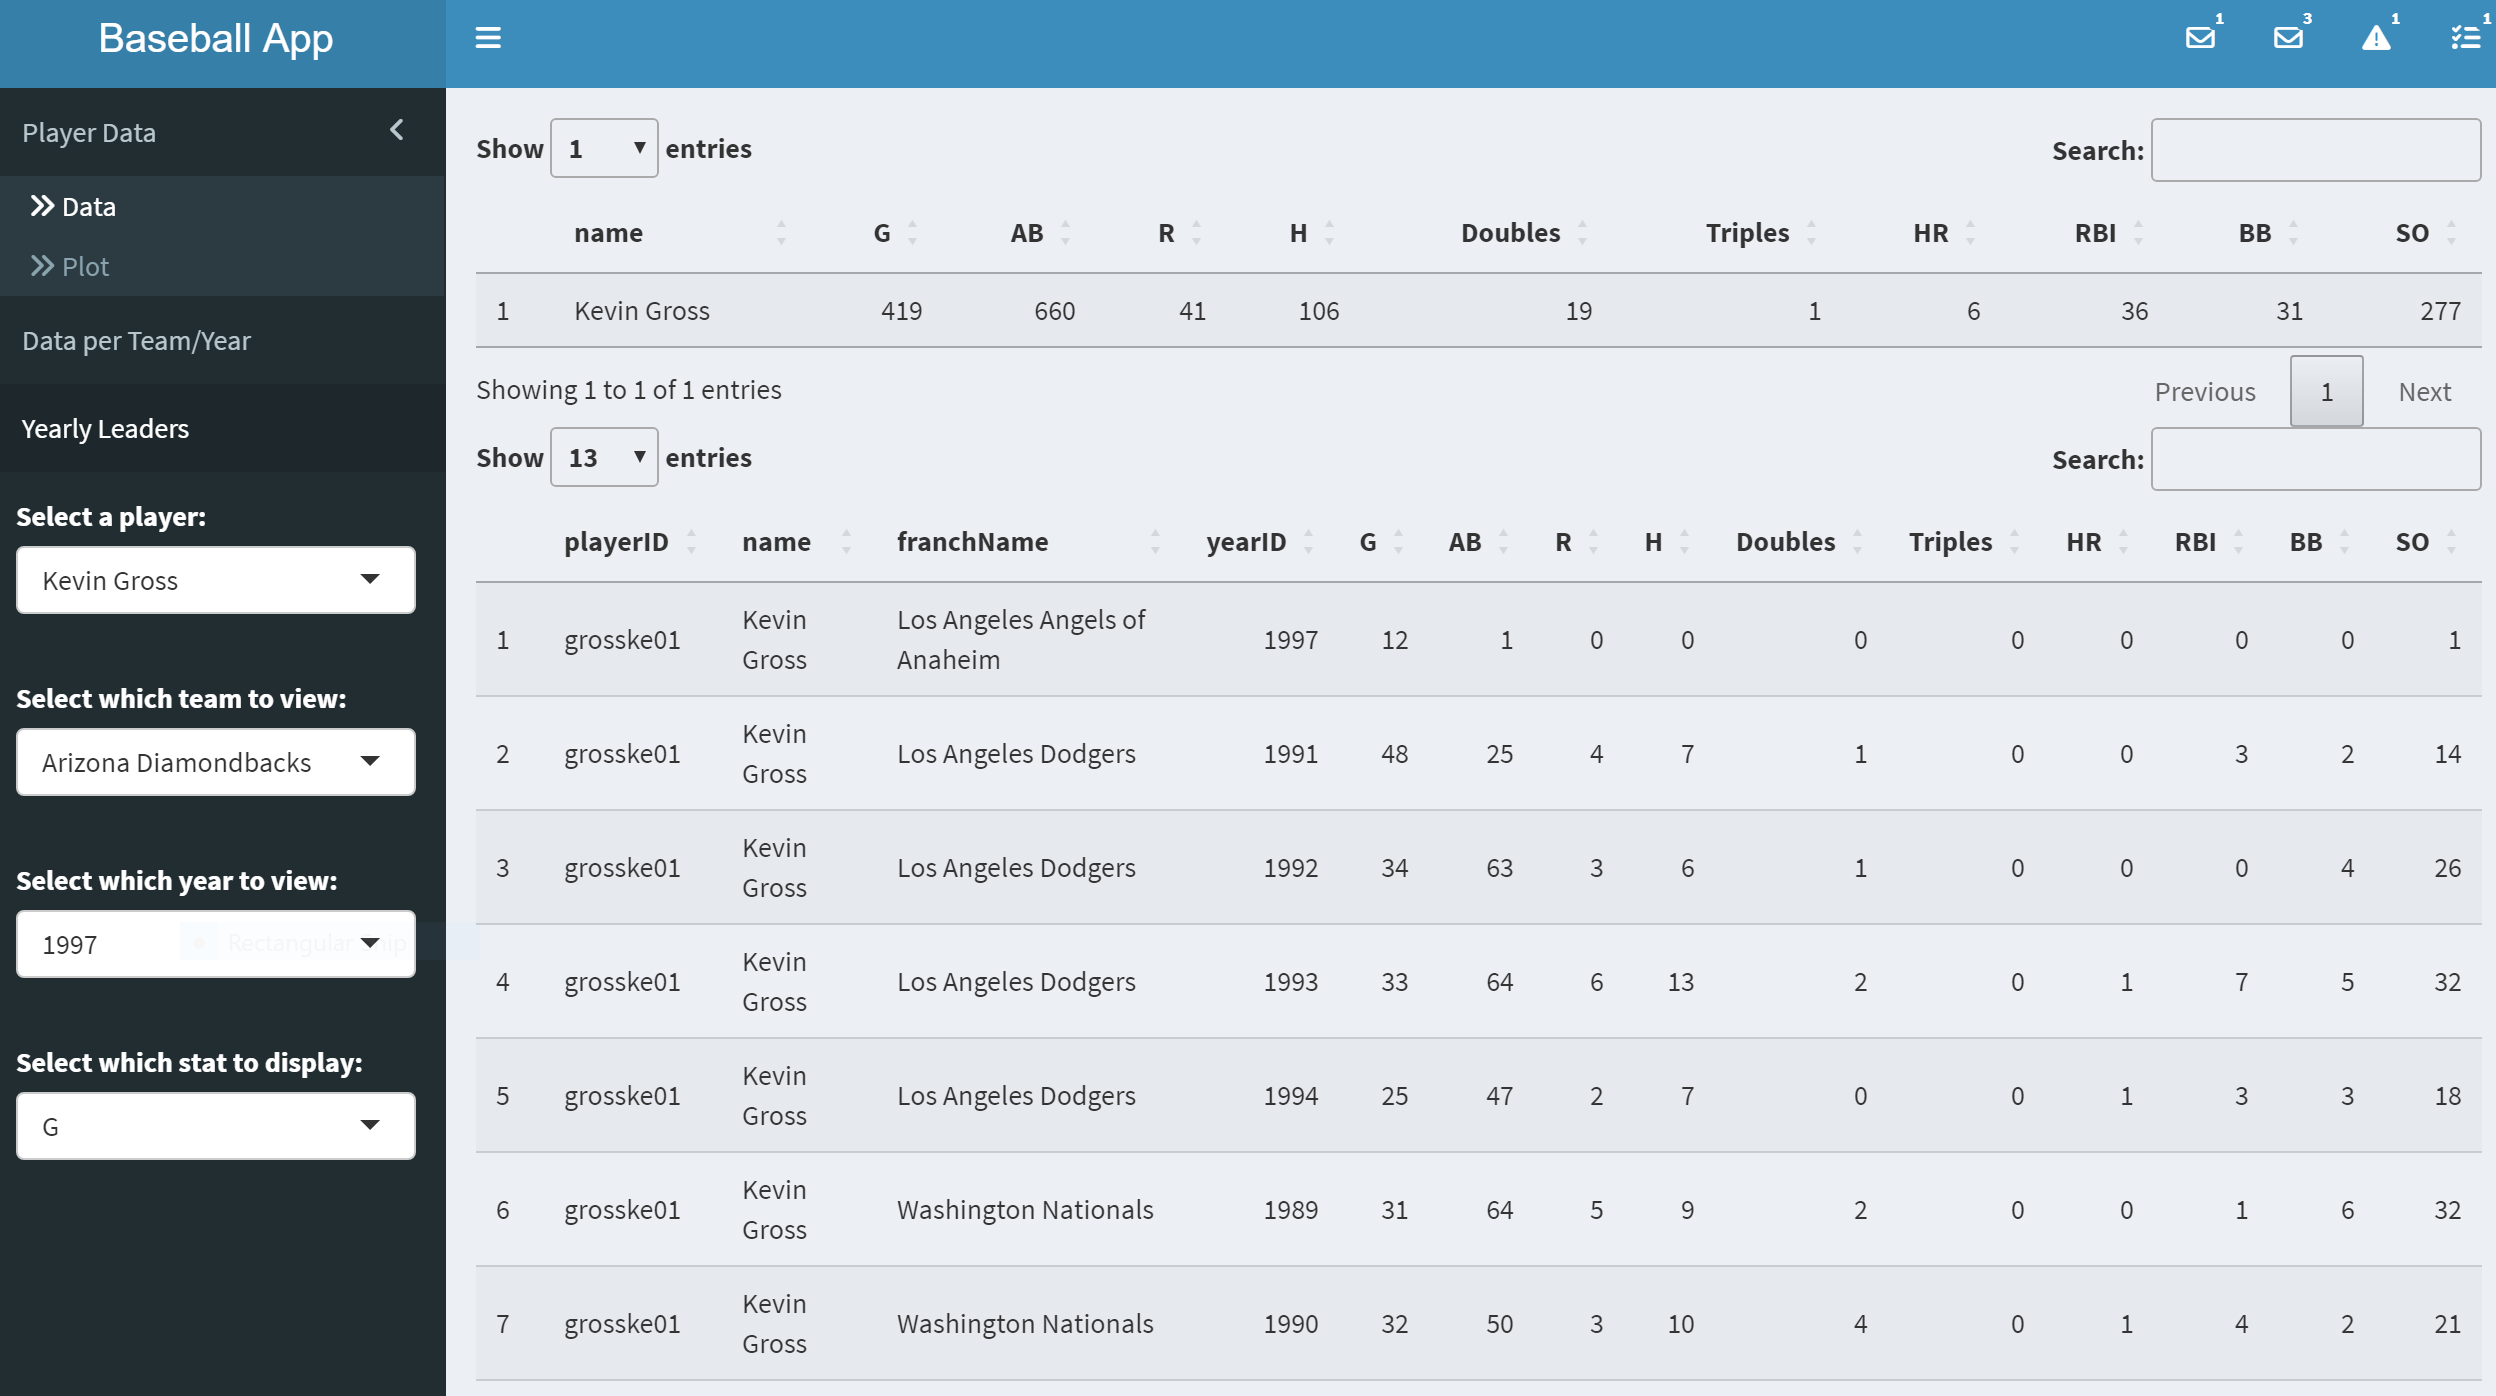 Baseball App
1
3
1
1
Player Data
Data
Plot
Data per Team/Year
Yearly Leaders
Select a player:
Kevin Gross
Select which team to view:
Arizona Diamondbacks
Select which year to view:
1997
Rectangular
Select which stat to display:
G
Show 1 entries
Search:
name G AB R H Doubles Triples HR RBI BB SO
1 Kevin Gross 419 660 41 106 19 1 6 36 31 277
Showing 1 to 1 of 1 entries
Previous 1 Next
Show 13 entries
Search:
playerID name franchName yearID G AB R H Doubles Triples HR RBI BB SO
1 grosske01 Kevin Gross Los Angeles Angels of Anaheim 1997 12 1 0 0 0 0 0 0 0 1
2 grosske01 Kevin Gross Los Angeles Dodgers 1991 48 25 4 7 1 0 0 3 2 14
3 grosske01 Kevin Gross Los Angeles Dodgers 1992 34 63 3 6 1 0 0 0 4 26
4 grosske01 Kevin Gross Los Angeles Dodgers 1993 33 64 6 13 2 0 1 7 5 32
5 grosske01 Kevin Gross Los Angeles Dodgers 1994 25 47 2 7 0 0 1 3 3 18
6 grosske01 Kevin Gross Washington Nationals 1989 31 64 5 9 2 0 0 1 6 32
7 grosske01 Kevin Gross Washington Nationals 1990 32 50 3 10 4 0 1 4 2 21